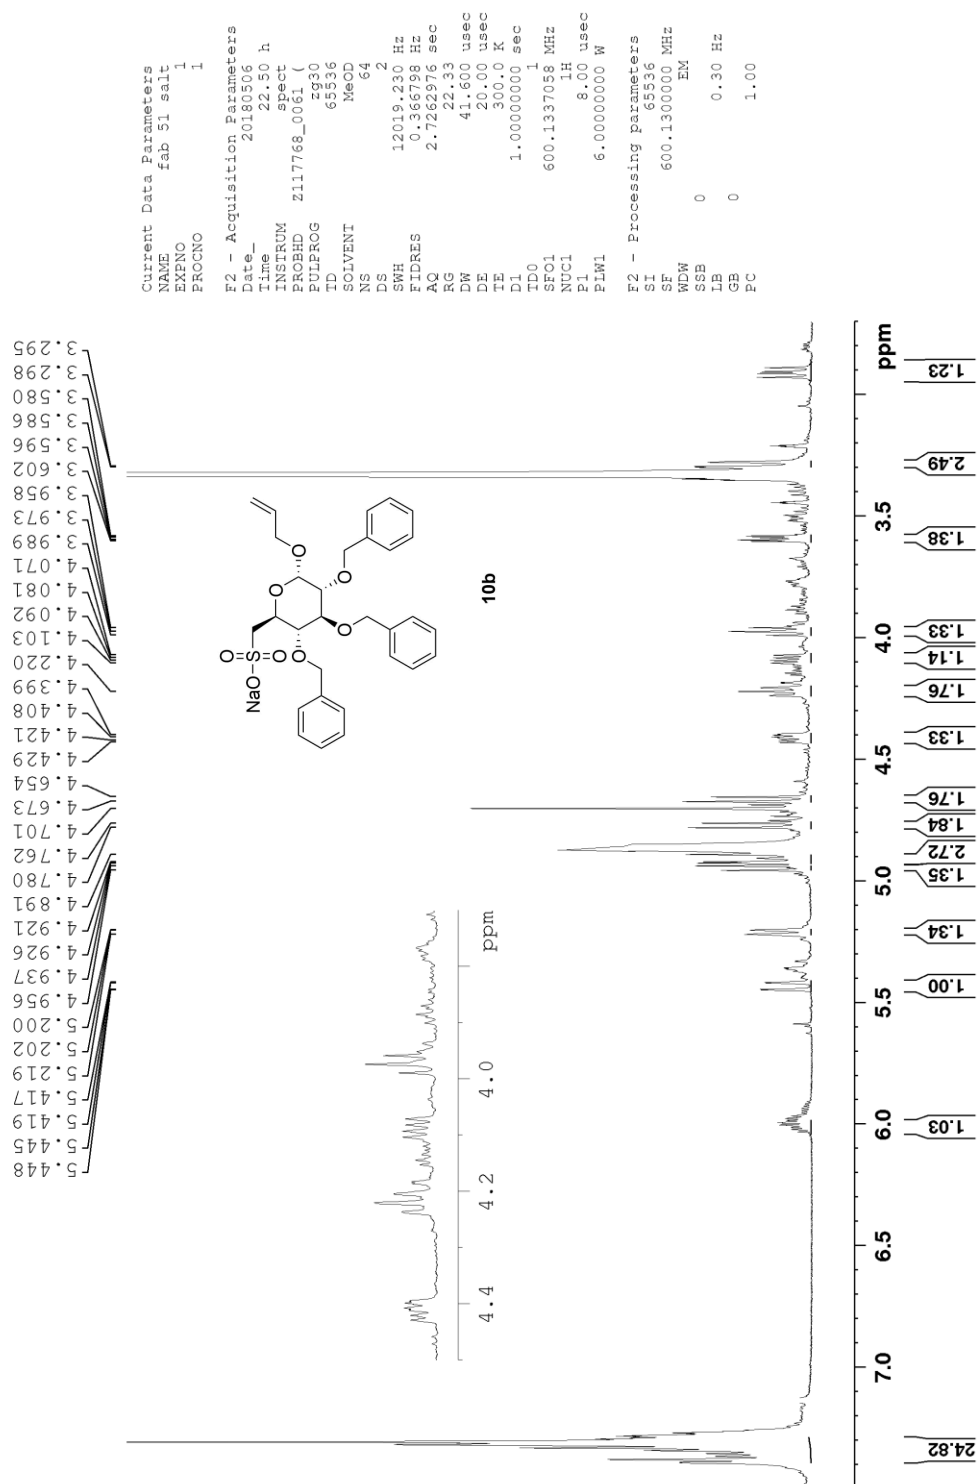 Current Data Parameters
NAME fab 51 salt
EXPNO 1
PROCNO 1
F2 - Acquisition Parameters
Date_ 20180506
Time 22.50 h
INSTRUM spect
PROBHD Z117768_0061 (
PULPROG zg30
TD 65536
SOLVENT MeOD
NS 64
DS 2
SWH 12019.230 Hz
FIDRES 0.366798 Hz
AQ 2.7262976 sec
RG 22.33
DW 41.600 usec
DE 20.00 usec
TE 300.0 K
D1 1.00000000 sec
TD0 1
SFO1 600.1337058 MHz
NUC1 1H
P1 8.00 usec
PLW1 6.00000000 W
F2 - Processing parameters
SI 65536
SF 600.1300000 MHz
WDW EM
SSB 0
LB 0.30 Hz
GB 0
PC 1.00
3.295
3.298
3.580
3.586
3.596
3.602
3.958
3.973
3.989
4.071
4.081
4.092
4.103
4.220
4.399
4.408
4.421
4.429
4.654
4.673
4.701
4.762
4.780
4.891
4.921
4.926
4.937
4.956
5.200
5.202
5.219
5.417
5.419
5.445
5.448
NaO
O
S
O
O
O
O
O
O
10b
4.4 4.2 4.0 ppm
7.0 6.5 6.0 5.5 5.0 4.5 4.0 3.5 ppm
24.82
1.03
1.00
1.34
1.35
2.72
1.84
1.76
1.33
1.76
1.14
1.33
1.38
2.49
1.23